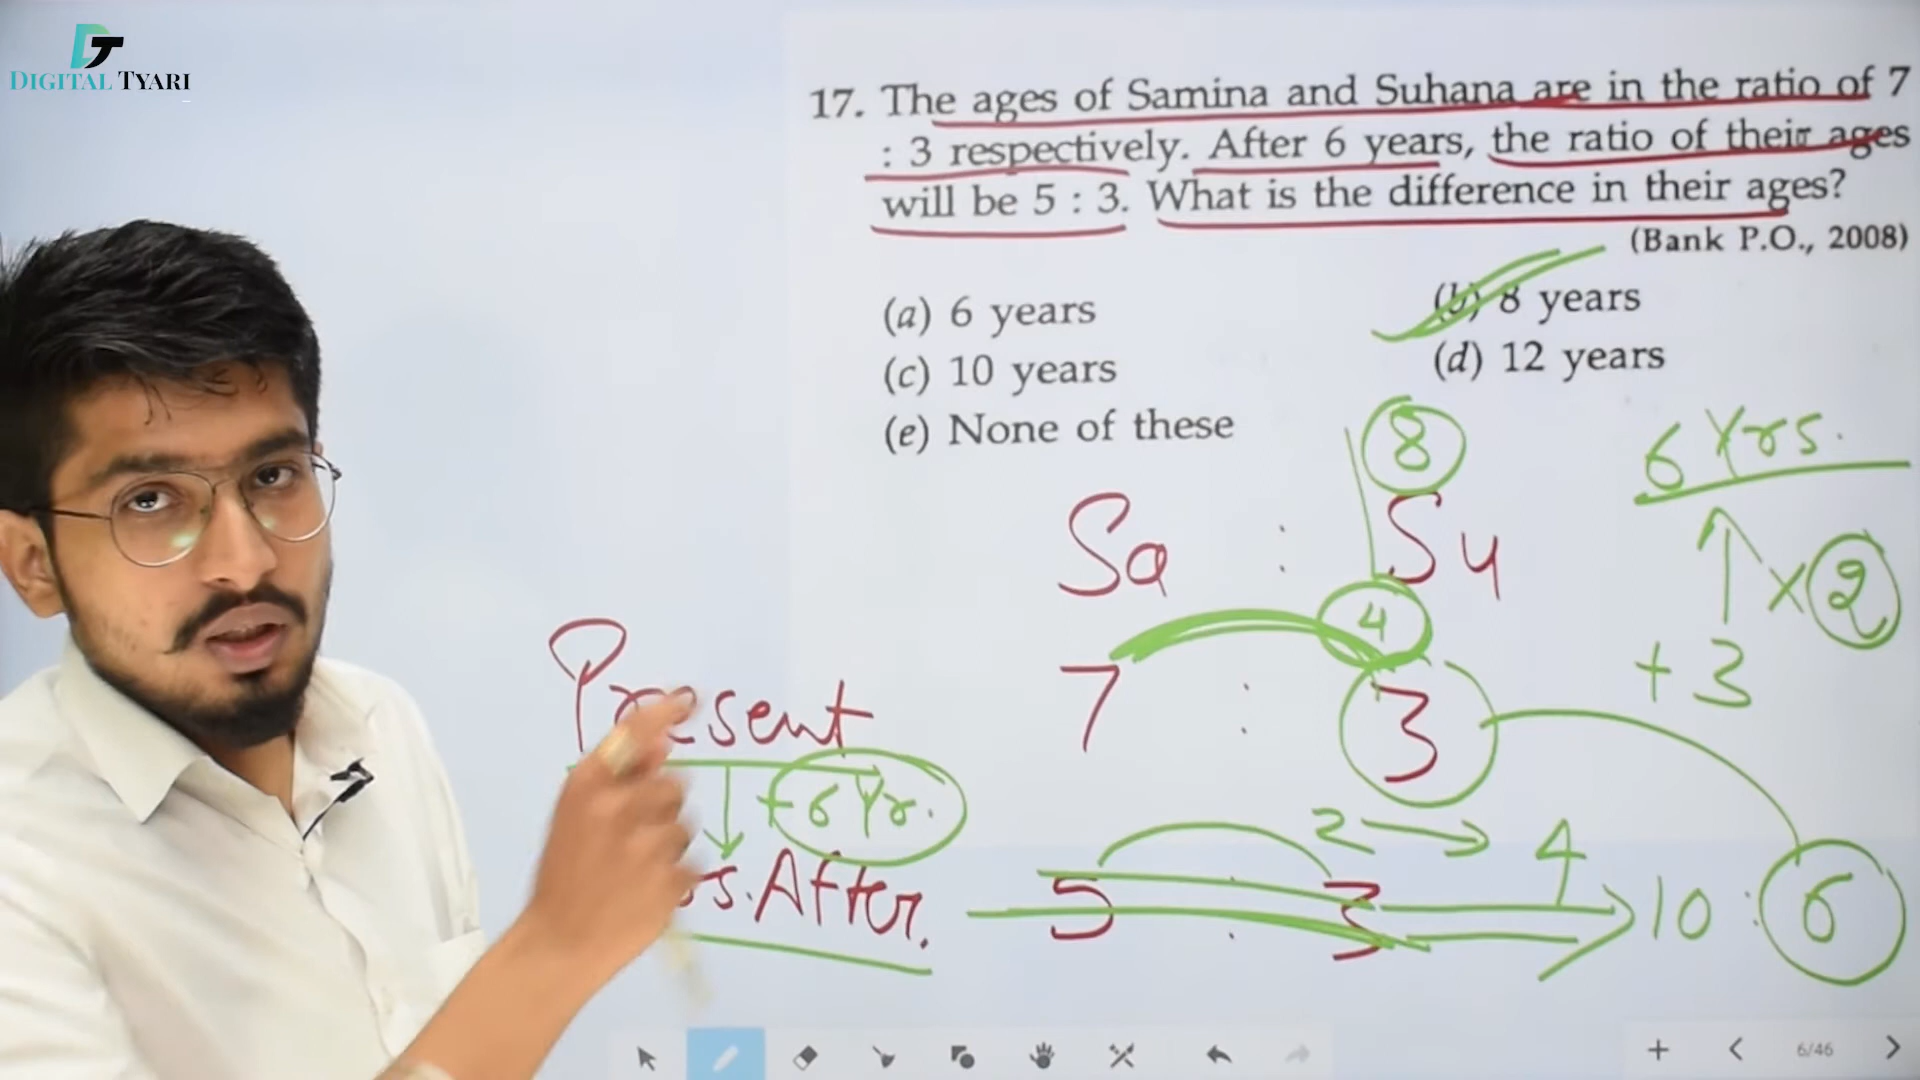 DT
DIGITAL TYARI
17. The ages of Samina and Suhana are in the ratio of 7
: 3 respectively. After 6 years, the ratio of their ages
will be 5 : 3. What is the difference in their ages?
(Bank P.O., 2008)
(a) 6 years
(b) 8 years
(c) 10 years
(d) 12 years
(e) None of these
8
6 Yrs.
Sa : Su
× 2
4
+ 3
Present 7 : 3
+6 Yr.
2 → 4
rs. After. 5 : 3 10 : 6
6/46